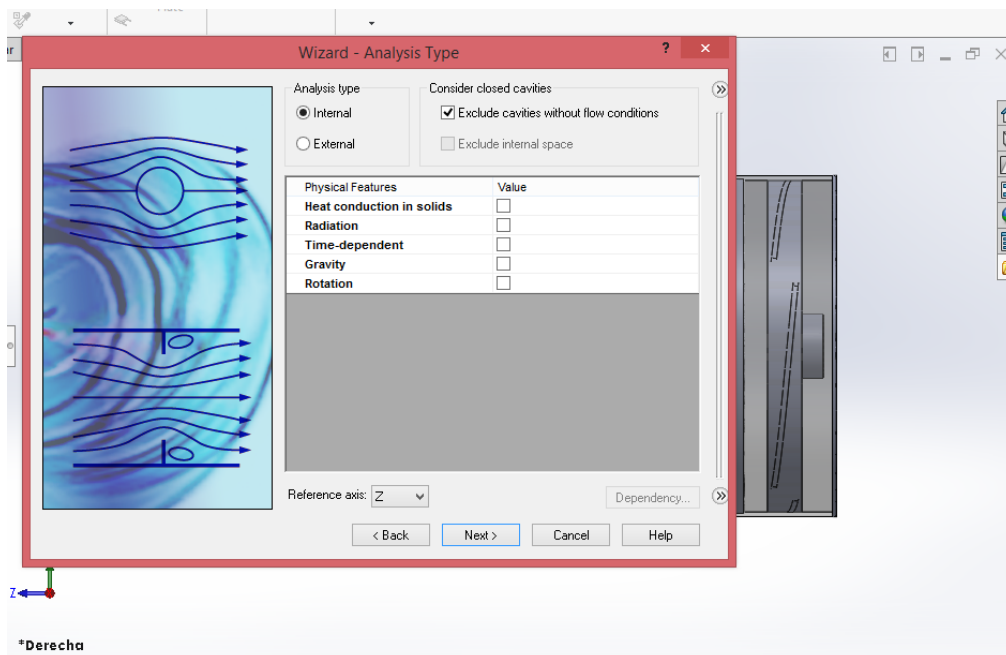 Wizard - Analysis Type
?
Analysis type
Consider closed cavities
Internal
Exclude cavities without flow conditions
External
Exclude internal space
Physical Features Value
Heat conduction in solids
Radiation
Time-dependent
Gravity
Rotation
Reference axis: Z
Dependency...
< Back
Next >
Cancel
Help
Z
*Derecha